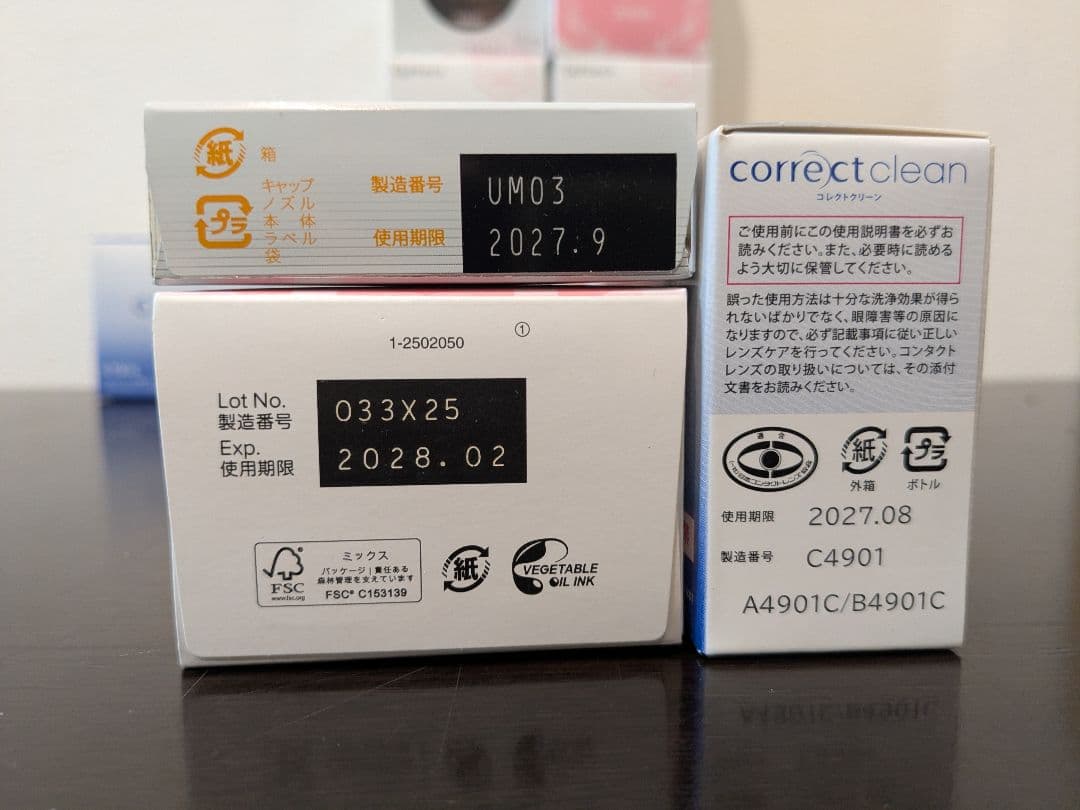 紙
箱
プラ
キャップ
ノズル
本体
ラベル
袋
製造番号
UM03
使用期限
2027.9
1-2502050
①
Lot No.
製造番号
033X25
Exp.
使用期限
2028.02
FSC
www.fsc.org
ミックス
パッケージ|責任ある
森林管理を支えています
FSC® C153139
紙
VEGETABLE
OIL INK
correctclean
コレクトクリーン
ご使用前にこの使用説明書を必ずお
読みください。また、必要時に読める
よう大切に保管してください。
誤った使用方法は十分な洗浄効果が得ら
れないばかりでなく、眼障害等の原因に
なりますので、必ず記載事項に従い正しい
レンズケアを行ってください。コンタクト
レンズの取り扱いについては、その添付
文書をお読みください。
適合
紙
外箱
プラ
ボトル
使用期限 2027.08
製造番号 C4901
A4901C/B4901C